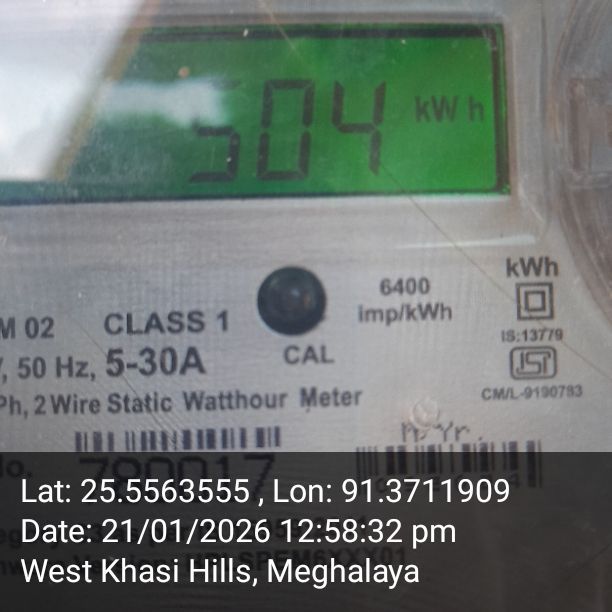 504 kWh
6400
imp/kWh
kWh
IS:13779
M 02 CLASS 1
, 50 Hz, 5-30A
CAL
CM/L-9190783
Ph, 2 Wire Static Watthour Meter
Lat: 25.5563555 , Lon: 91.3711909
Date: 21/01/2026 12:58:32 pm
West Khasi Hills, Meghalaya